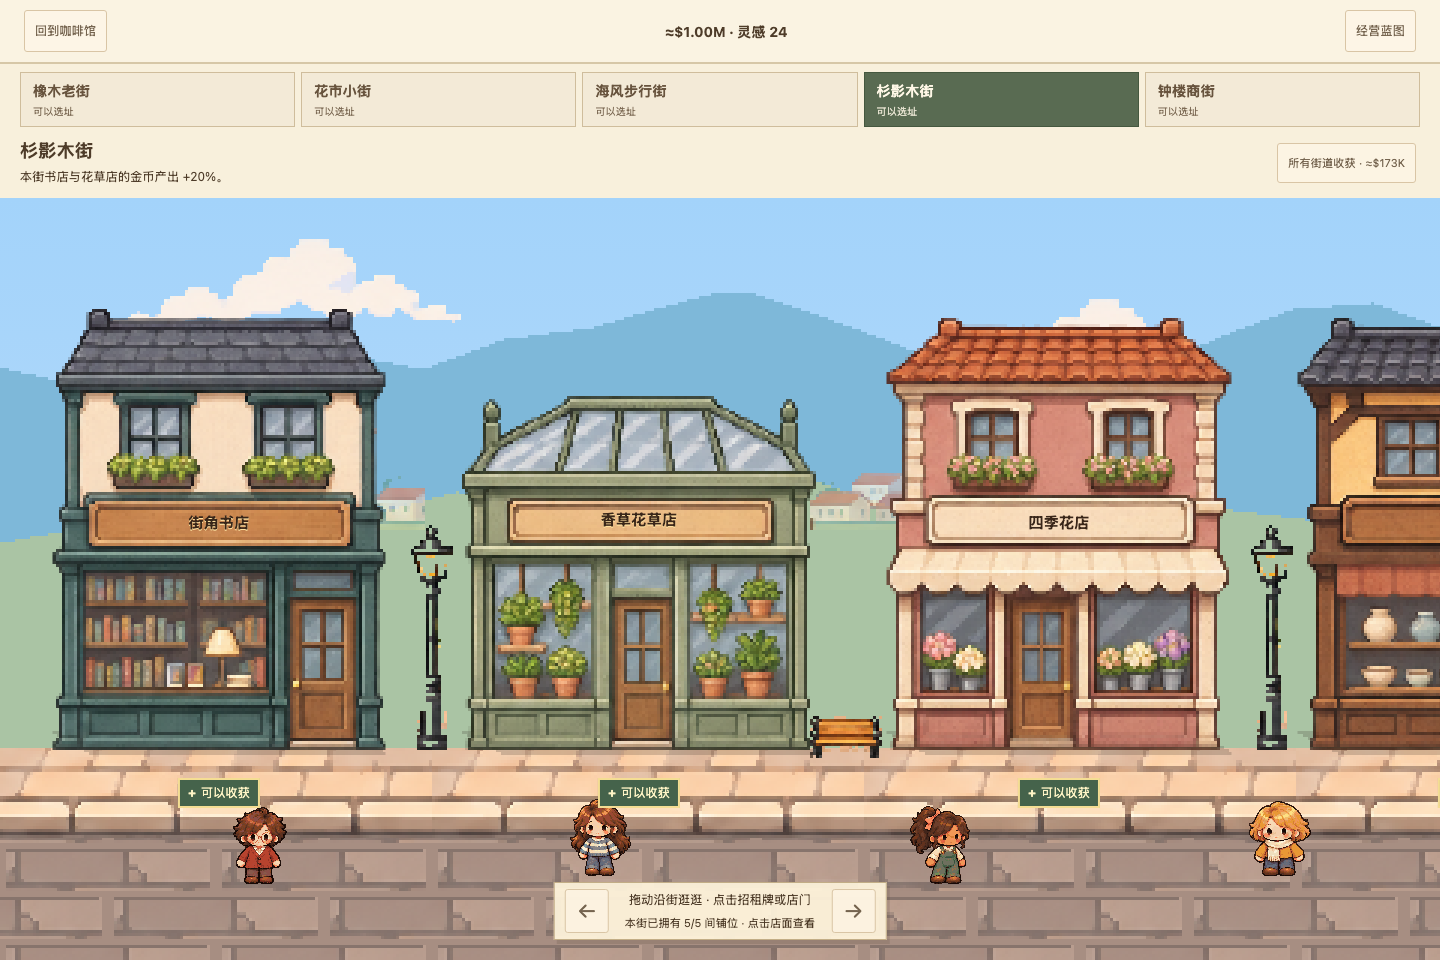 回到咖啡馆
≈$1.00M · 灵感 24
经营蓝图
橡木老街
可以选址
花市小街
可以选址
海风步行街
可以选址
杉影木街
可以选址
钟楼商街
可以选址
杉影木街
本街书店与花草店的金币产出 +20%。
所有街道收获 · ≈$173K
街角书店
香草花草店
四季花店
+ 可以收获
+ 可以收获
+ 可以收获
拖动沿街逛逛 · 点击招租牌或店门
本街已拥有 5/5 间铺位 · 点击店面查看